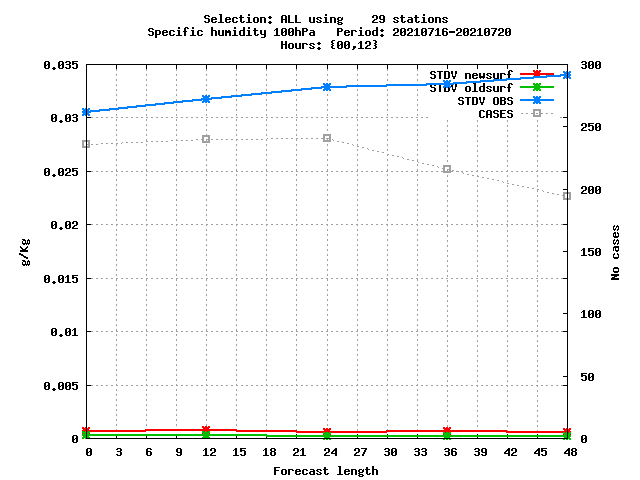 Selection: ALL using    29 stations
Specific humidity 100hPa   Period: 20210716-20210720
Hours: {00,12}
0.035
0.03
0.025
0.02
0.015
0.01
0.005
0
g/Kg
STDV newsurf
STDV oldsurf
STDV OBS
CASES
300
250
200
150
100
50
0
No cases
0 3 6 9 12 15 18 21 24 27 30 33 36 39 42 45 48
Forecast length